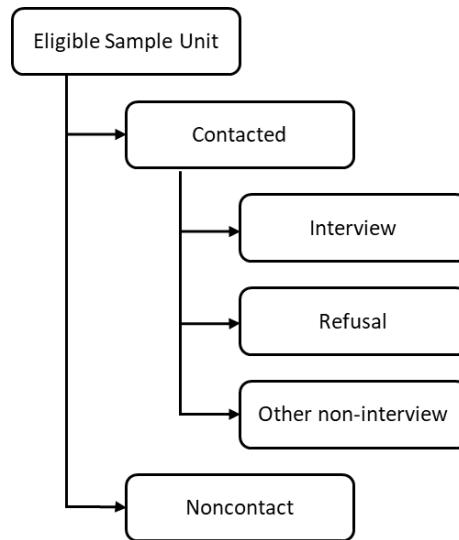 Eligible Sample Unit
Contacted
Interview
Refusal
Other non-interview
Noncontact